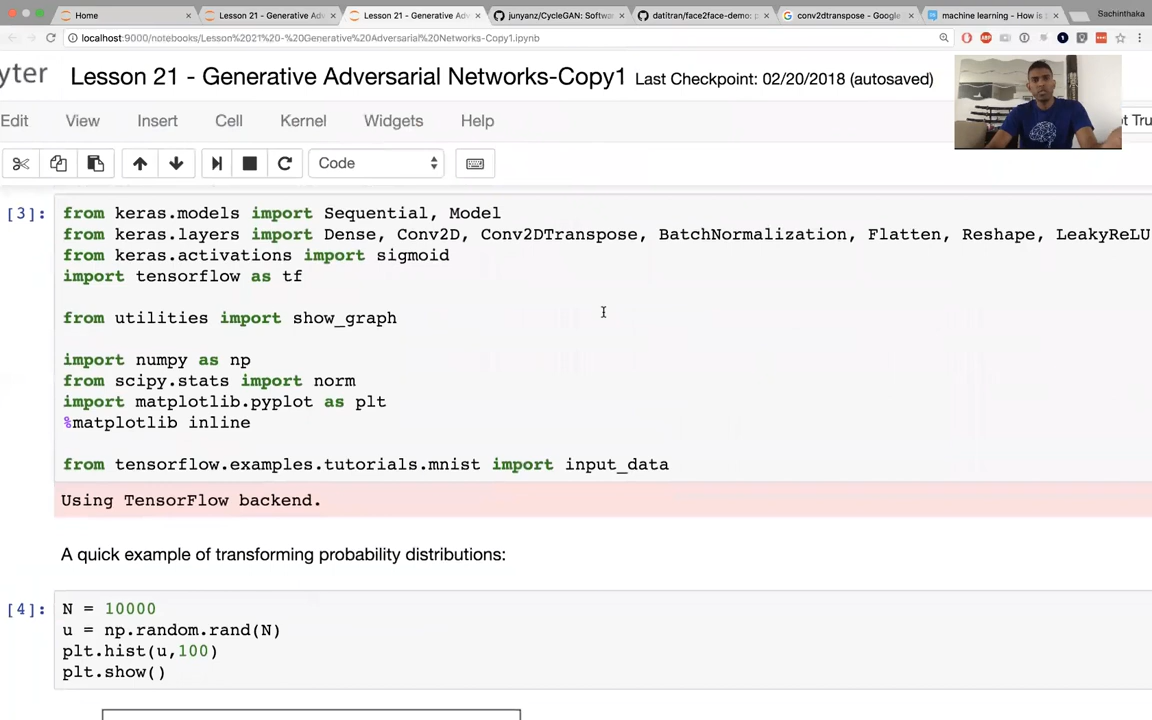 Home
Lesson 21 - Generative Adver
Lesson 21 - Generative Adver
junyanz/CycleGAN: Softwar
datitran/face2face-demo: p
conv2dtranspose - Google
machine learning - How is
Sachinthaka
localhost:9000/notebooks/Lesson%2021%20-%20Generative%20Adversarial%20Networks-Copy1.ipynb
yter Lesson 21 - Generative Adversarial Networks-Copy1 Last Checkpoint: 02/20/2018 (autosaved)
Edit View Insert Cell Kernel Widgets Help
Tru
Code
[3]: from keras.models import Sequential, Model
from keras.layers import Dense, Conv2D, Conv2DTranspose, BatchNormalization, Flatten, Reshape, LeakyReLU
from keras.activations import sigmoid
import tensorflow as tf
from utilities import show_graph
import numpy as np
from scipy.stats import norm
import matplotlib.pyplot as plt
%matplotlib inline
from tensorflow.examples.tutorials.mnist import input_data
Using TensorFlow backend.
A quick example of transforming probability distributions:
[4]: N = 10000
u = np.random.rand(N)
plt.hist(u,100)
plt.show()